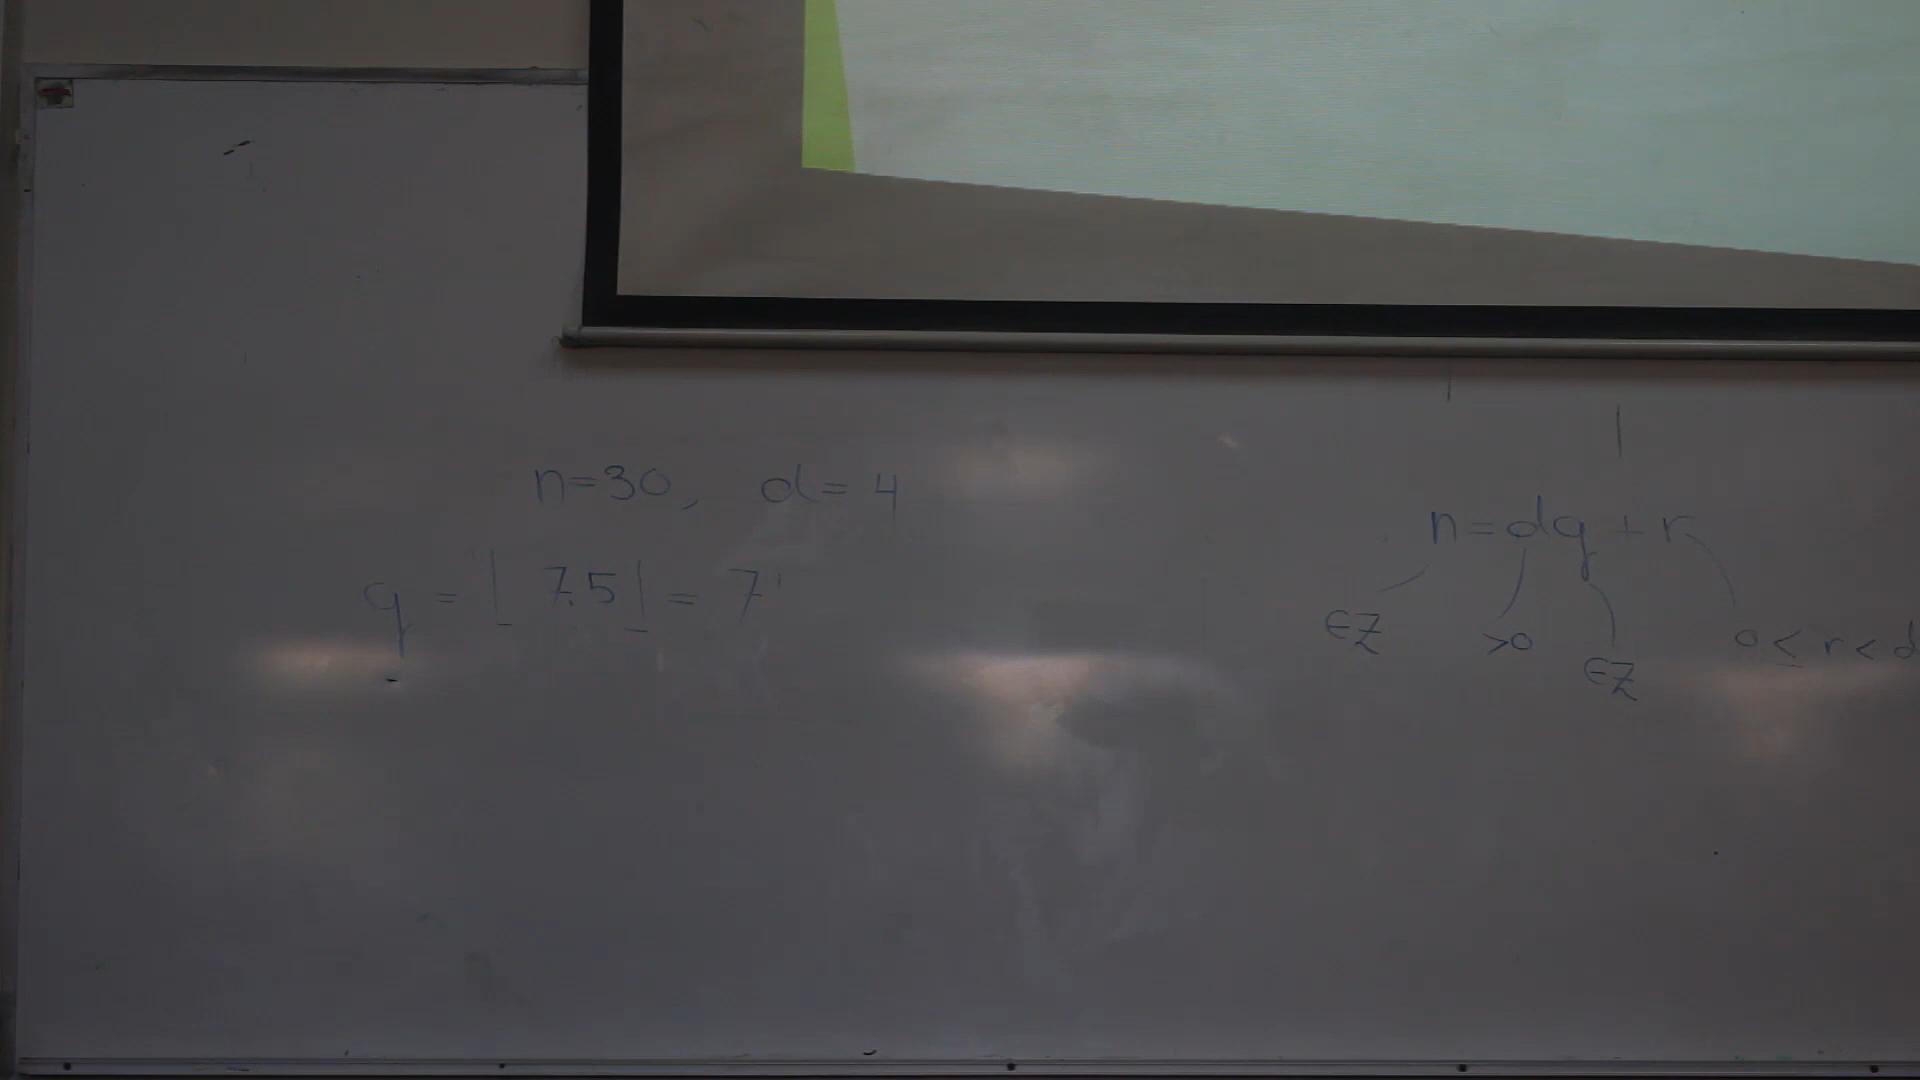 n=30, d=4
q = ⌊7.5⌋ = 7
n=dq+r
∈Z >0 ∈Z 0≤r<d